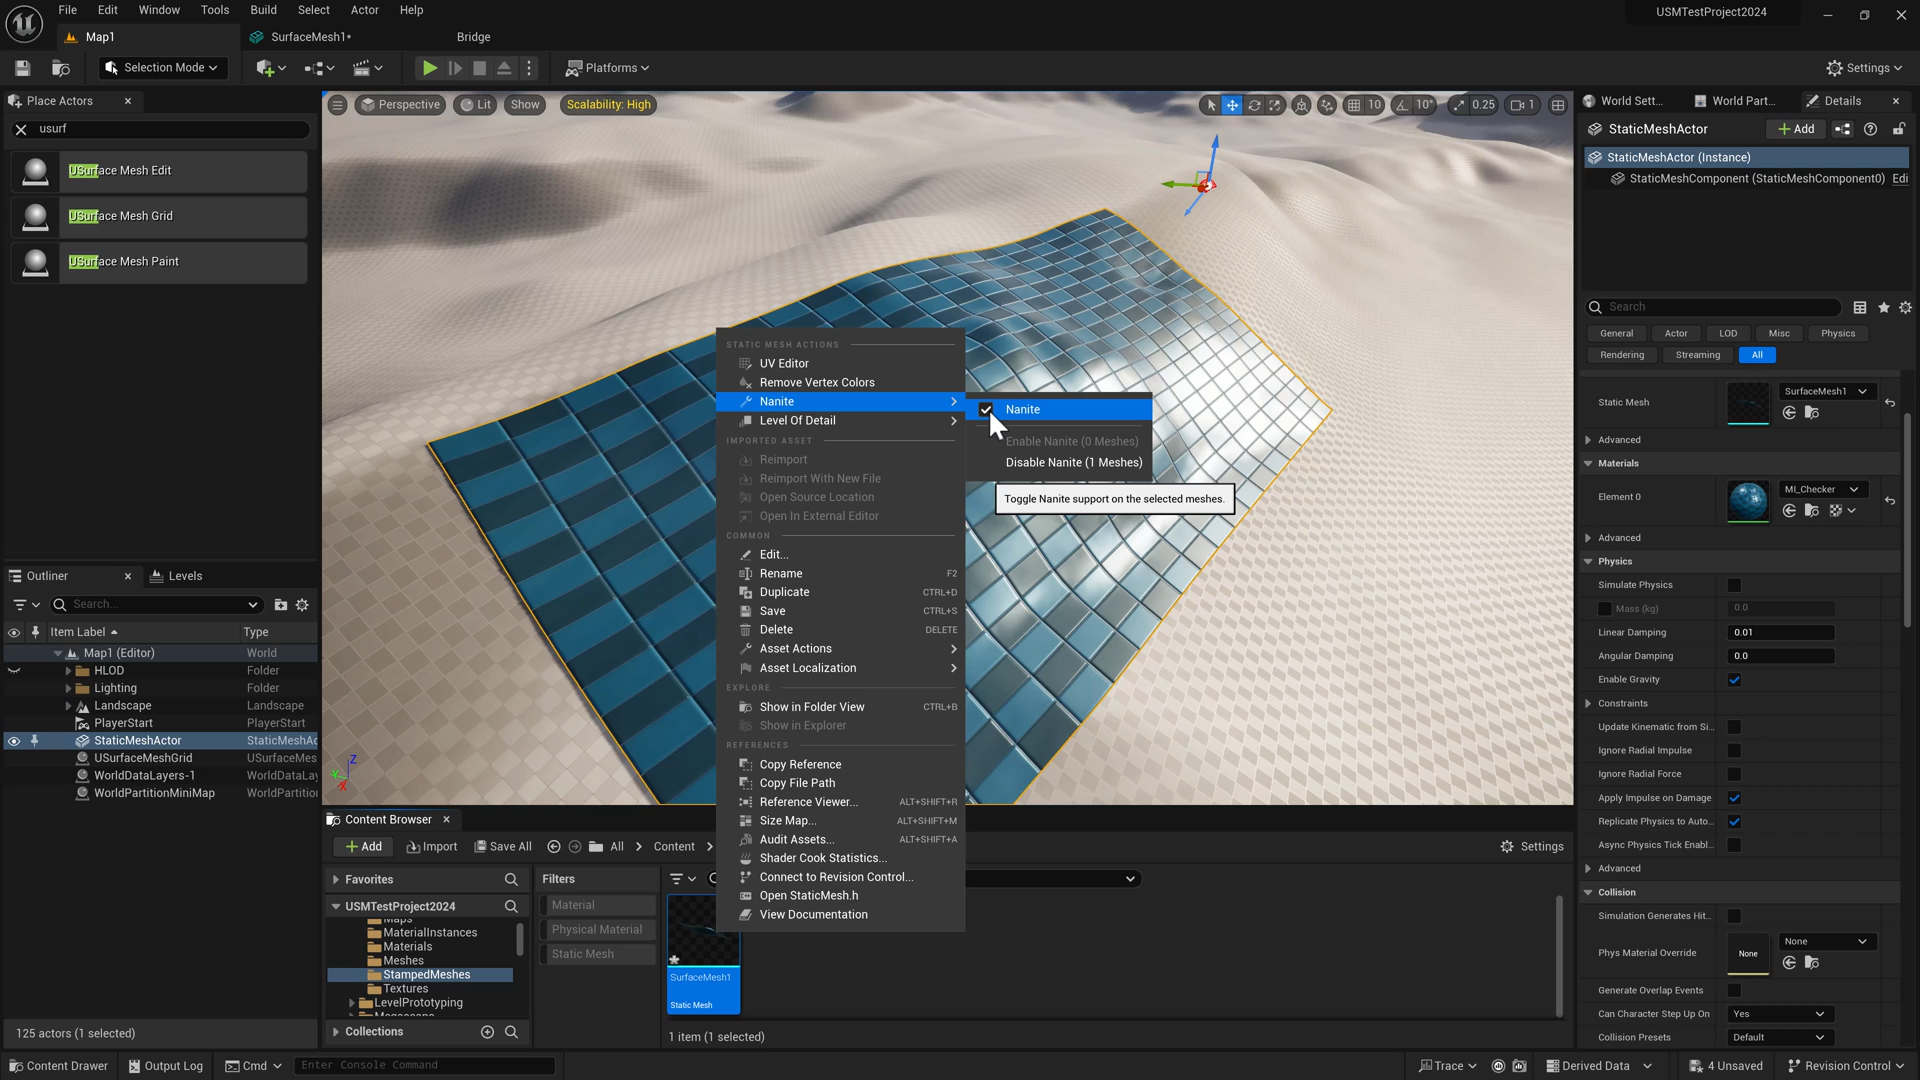 File Edit Window Tools Build Select Actor Help
USMTestProject2024
Map1
SurfaceMesh1*
Bridge
Selection Mode
Platforms
Settings
Place Actors
usurf
USurface Mesh Edit
USurface Mesh Grid
USurface Mesh Paint
Perspective
Lit
Show
Scalability: High
10
10°
0.25
1
STATIC MESH ACTIONS
UV Editor
Remove Vertex Colors
Nanite
Level Of Detail
IMPORTED ASSET
Reimport
Reimport With New File
Open Source Location
Open In External Editor
COMMON
Edit...
Rename F2
Duplicate CTRL+D
Save CTRL+S
Delete DELETE
Asset Actions
Asset Localization
EXPLORE
Show in Folder View CTRL+B
Show in Explorer
REFERENCES
Copy Reference
Copy File Path
Reference Viewer... ALT+SHIFT+R
Size Map... ALT+SHIFT+M
Audit Assets... ALT+SHIFT+A
Shader Cook Statistics...
Connect to Revision Control...
Open StaticMesh.h
View Documentation
Nanite
Enable Nanite (0 Meshes)
Disable Nanite (1 Meshes)
Toggle Nanite support on the selected meshes.
Outliner
Levels
Search...
Item Label Type
Map1 (Editor) World
HLOD Folder
Lighting Folder
Landscape Landscape
PlayerStart PlayerStart
StaticMeshActor StaticMeshAc
USurfaceMeshGrid USurfaceMes
WorldDataLayers-1 WorldDataLay
WorldPartitionMiniMap WorldPartition
125 actors (1 selected)
Content Browser
Add
Import
Save All
All
Content
Settings
Favorites
USMTestProject2024
Maps
MaterialInstances
Materials
Meshes
StampedMeshes
Textures
LevelPrototyping
Megascans
Collections
Filters
Material
Physical Material
Static Mesh
SurfaceMesh1
Static Mesh
1 item (1 selected)
World Sett...
World Part...
Details
StaticMeshActor
Add
StaticMeshActor (Instance)
StaticMeshComponent (StaticMeshComponent0) Edi
Search
General Actor LOD Misc Physics
Rendering Streaming All
Static Mesh SurfaceMesh1
Advanced
Materials
Element 0 MI_Checker
Advanced
Physics
Simulate Physics
Mass (kg) 0.0
Linear Damping 0.01
Angular Damping 0.0
Enable Gravity
Constraints
Update Kinematic from Si...
Ignore Radial Impulse
Ignore Radial Force
Apply Impulse on Damage
Replicate Physics to Auto...
Async Physics Tick Enabl...
Advanced
Collision
Simulation Generates Hit...
Phys Material Override None None
Generate Overlap Events
Can Character Step Up On Yes
Collision Presets Default
Content Drawer
Output Log
Cmd
Enter Console Command
Trace
Derived Data
4 Unsaved
Revision Control